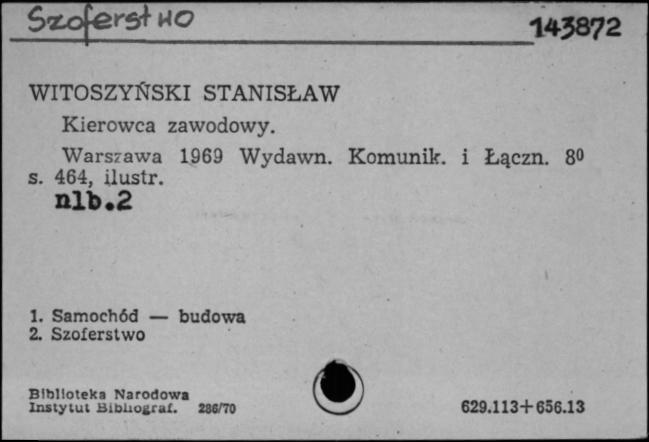 Szoferstwo
143872
WITOSZYŃSKI STANISŁAW
Kierowca zawodowy.
Warszawa 1969 Wydawn. Komunik. i Łączn. 8⁰
s. 464, ilustr.
nlb.2
1. Samochód — budowa
2. Szoferstwo
Biblioteka Narodowa
Instytut Bibliograf. 286/70
629.113+656.13